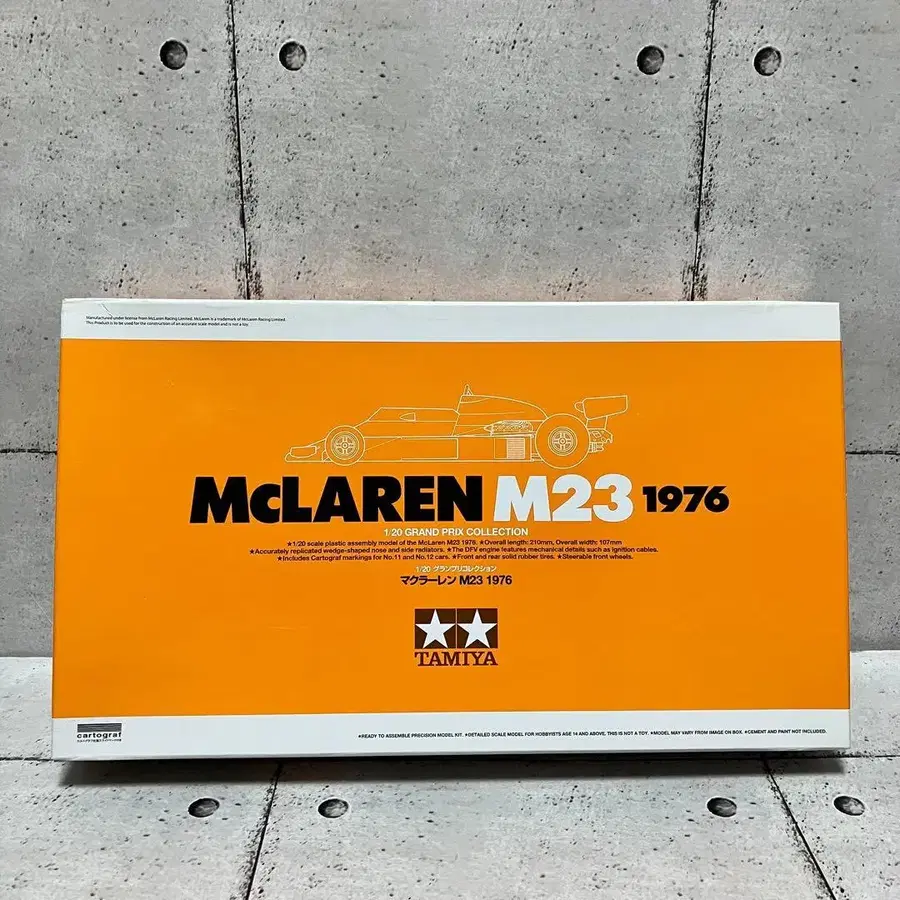 Manufactured under license from McLaren Racing Limited. McLaren is a trademark of McLaren Racing Limited.
This Product is to be used for the construction of an accurate scale model and is not a toy.
McLAREN M23 1976
1/20 GRAND PRIX COLLECTION
★1/20 scale plastic assembly model of the McLaren M23 1976. ★Overall length: 210mm, Overall width: 107mm
★Accurately replicated wedge-shaped nose and side radiators. ★The DFV engine features mechanical details such as ignition cables.
★Includes Cartograf markings for No.11 and No.12 cars. ★Front and rear solid rubber tires. ★Steerable front wheels.
1/20 グランプリコレクション
マクラーレン M23 1976
TAMIYA
cartograf
★READY TO ASSEMBLE PRECISION MODEL KIT. ★DETAILED SCALE MODEL FOR HOBBYISTS AGE 14 AND ABOVE. THIS IS NOT A TOY. ★MODEL MAY VARY FROM IMAGE ON BOX. ★CEMENT AND PAINT NOT INCLUDED.